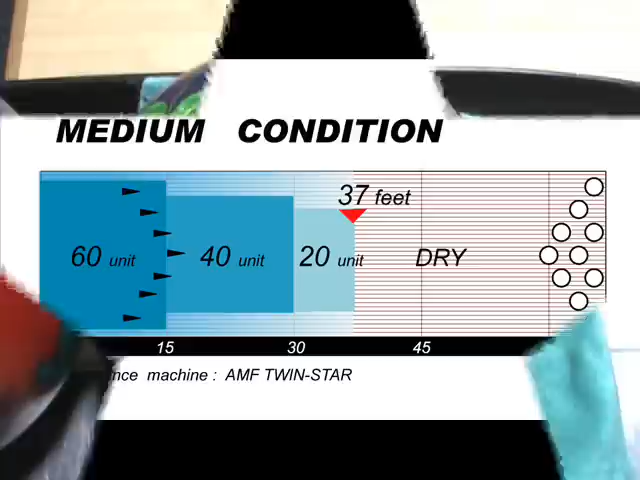 MEDIUM CONDITION
37 feet
60 unit 40 unit 20 unit DRY
15 30 45
machine : AMF TWIN-STAR